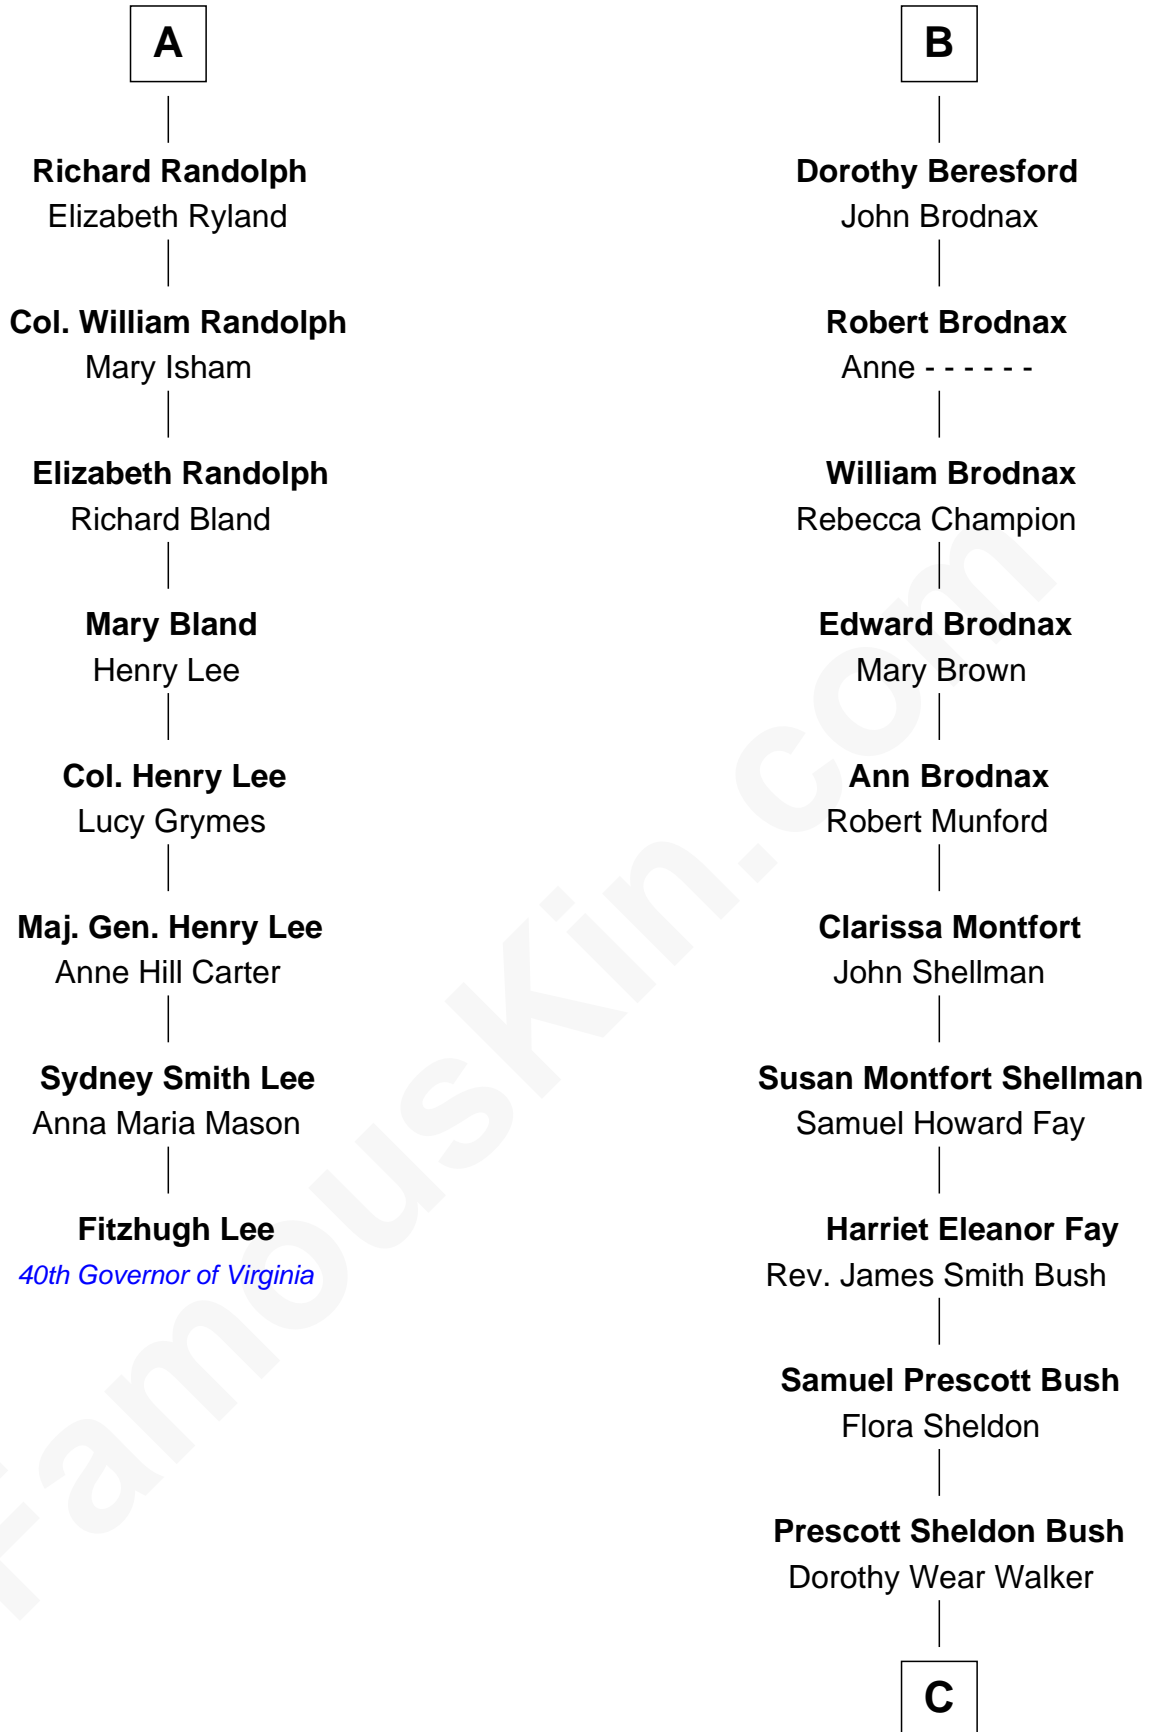 A
Richard Randolph
Elizabeth Ryland
Col. William Randolph
Mary Isham
Elizabeth Randolph
Richard Bland
Mary Bland
Henry Lee
Col. Henry Lee
Lucy Grymes
Maj. Gen. Henry Lee
Anne Hill Carter
Sydney Smith Lee
Anna Maria Mason
Fitzhugh Lee
40th Governor of Virginia
B
Dorothy Beresford
John Brodnax
Robert Brodnax
Anne - - - - - -
William Brodnax
Rebecca Champion
Edward Brodnax
Mary Brown
Ann Brodnax
Robert Munford
Clarissa Montfort
John Shellman
Susan Montfort Shellman
Samuel Howard Fay
Harriet Eleanor Fay
Rev. James Smith Bush
Samuel Prescott Bush
Flora Sheldon
Prescott Sheldon Bush
Dorothy Wear Walker
C
FamousKin.com